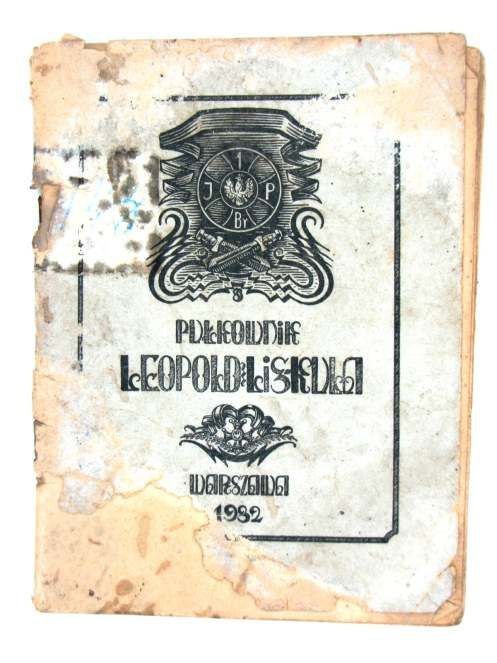 1
J P
Br
PUŁKOWNIK
LEOPOLD LIS-KULA
WARSZAWA
1932